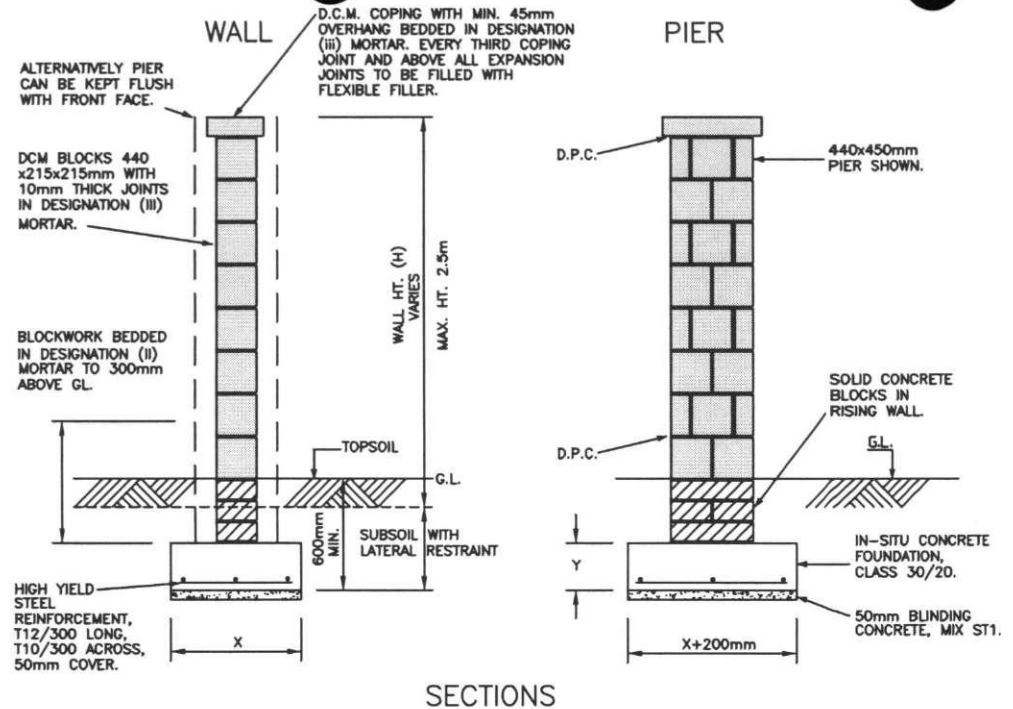 WALL
D.C.M. COPING WITH MIN. 45mm
OVERHANG BEDDED IN DESIGNATION
(iii) MORTAR. EVERY THIRD COPING
JOINT AND ABOVE ALL EXPANSION
JOINTS TO BE FILLED WITH
FLEXIBLE FILLER.
PIER
ALTERNATIVELY PIER
CAN BE KEPT FLUSH
WITH FRONT FACE.
DCM BLOCKS 440
x215x215mm WITH
10mm THICK JOINTS
IN DESIGNATION (III)
MORTAR.
BLOCKWORK BEDDED
IN DESIGNATION (II)
MORTAR TO 300mm
ABOVE GL.
WALL HT. (H)
VARIES
MAX. HT. 2.5m
TOPSOIL
G.L.
600mm
MIN.
SUBSOIL WITH
LATERAL RESTRAINT
HIGH YIELD
STEEL
REINFORCEMENT,
T12/300 LONG,
T10/300 ACROSS,
50mm COVER.
X
D.P.C.
440x450mm
PIER SHOWN.
SOLID CONCRETE
BLOCKS IN
RISING WALL.
D.P.C.
G.L.
Y
IN-SITU CONCRETE
FOUNDATION,
CLASS 30/20.
50mm BLINDING
CONCRETE, MIX ST1.
X+200mm
SECTIONS